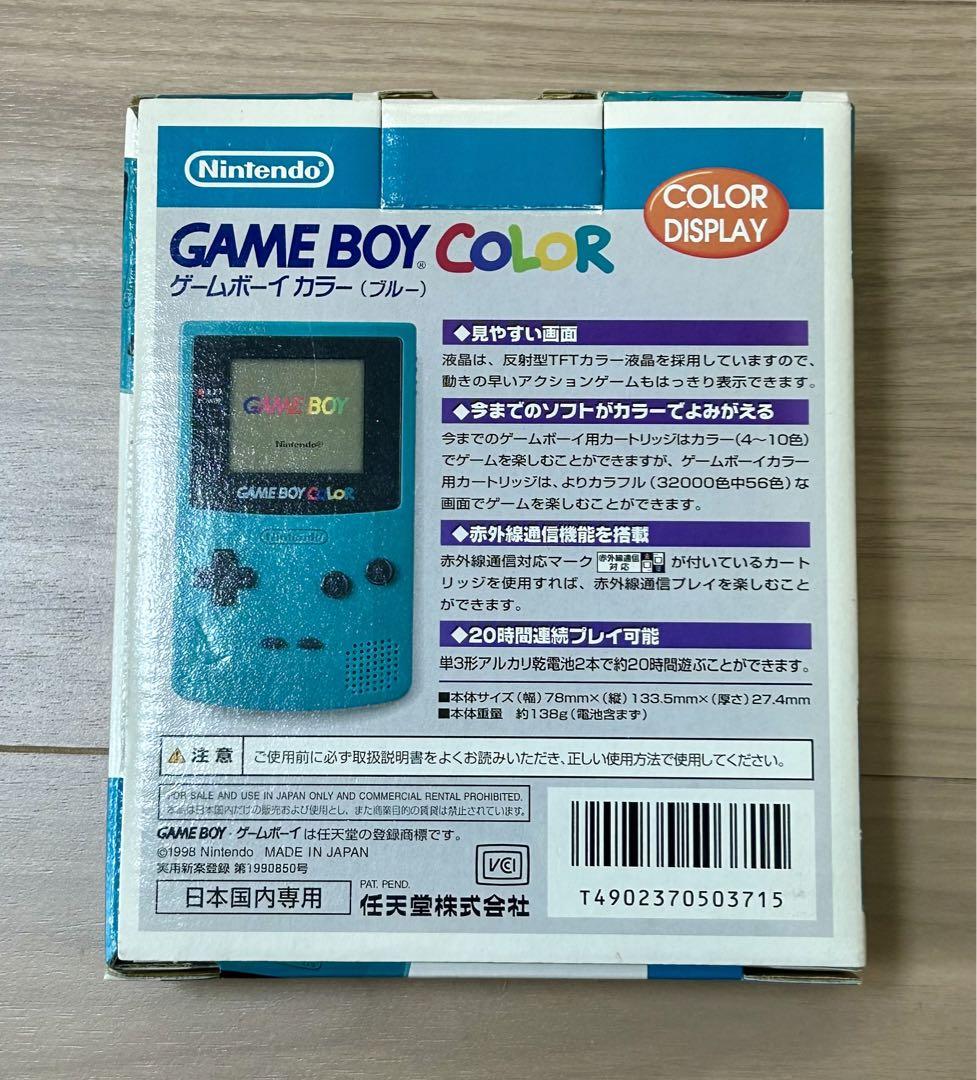 Nintendo®
COLOR
DISPLAY
GAME BOY® COLOR
ゲームボーイ カラー(ブルー)
◆見やすい画面
液晶は、反射型TFTカラー液晶を採用していますので、
動きの早いアクションゲームもはっきり表示できます。
◆今までのソフトがカラーでよみがえる
今までのゲームボーイ用カートリッジはカラー(4〜10色)
でゲームを楽しむことができますが、ゲームボーイカラー
用カートリッジは、よりカラフル(32000色中56色)な
画面でゲームを楽しむことができます。
◆赤外線通信機能を搭載
赤外線通信対応マーク 赤外線通信 対応 が付いているカート
リッジを使用すれば、赤外線通信プレイを楽しむこと
ができます。
◆20時間連続プレイ可能
単3形アルカリ乾電池2本で約20時間遊ぶことができます。
■本体サイズ(幅)78mm×(縦)133.5mm×(厚さ)27.4mm
■本体重量 約138g(電池含まず)
POWER
GAME BOY
Nintendo®
GAME BOY COLOR
Nintendo
⚠注意
ご使用前に必ず取扱説明書をよくお読みいただき、正しい使用方法で使用してください。
FOR SALE AND USE IN JAPAN ONLY AND COMMERCIAL RENTAL PROHIBITED.
本品は日本国内だけの販売および使用とし、また商業目的の賃貸は禁止されています。
GAME BOY・ゲームボーイは任天堂の登録商標です。
©1998 Nintendo MADE IN JAPAN
実用新案登録 第1990850号
VCI
日本国内専用
PAT. PEND.
任天堂株式会社
T4902370503715